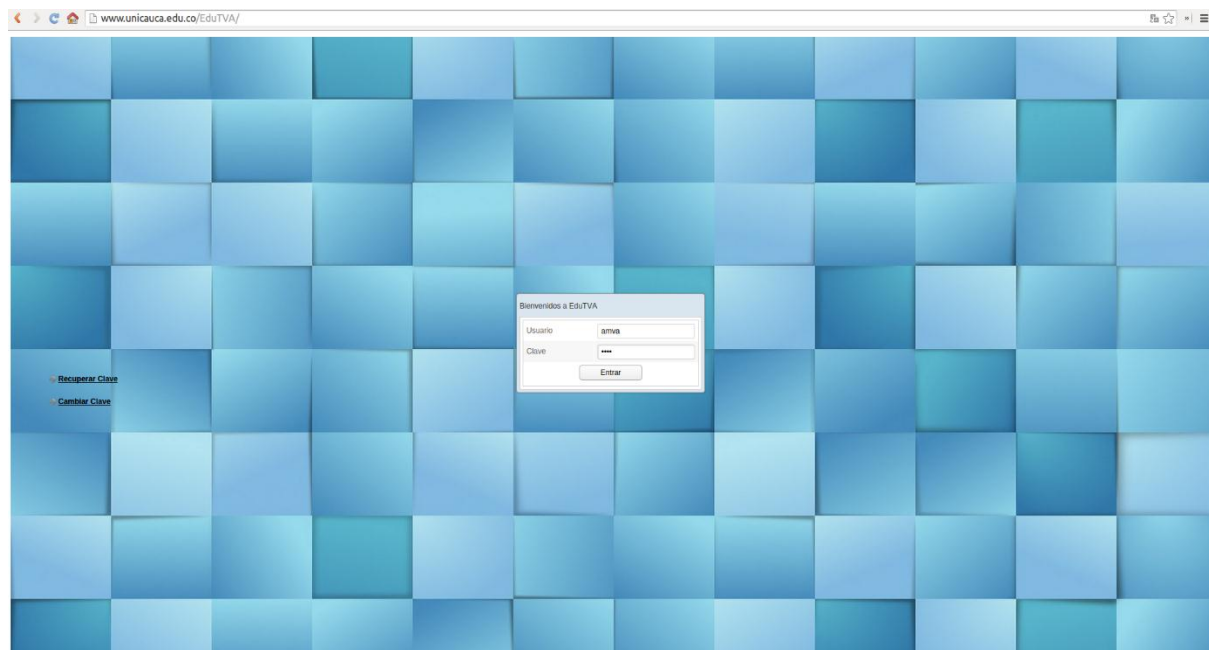 www.unicauca.edu.co/EduTVA/
Bienvenidos a EduTVA
Usuario
amva
Clave
••••
Entrar
Recuperar Clave
Cambiar Clave